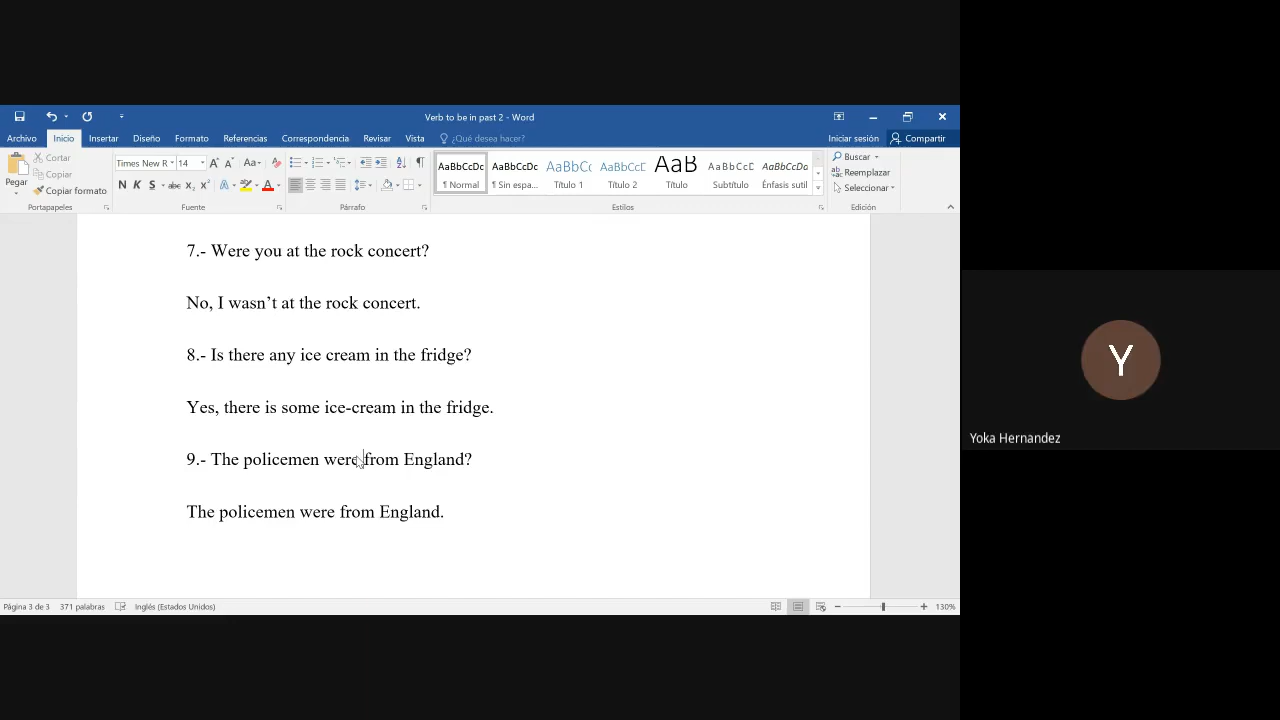 Verb to be in past 2 - Word
Archivo Inicio Insertar Diseño Formato Referencias Correspondencia Revisar Vista ¿Qué desea hacer? Iniciar sesión Compartir
Pegar
Cortar
Copiar
Copiar formato
Portapapeles
Times New R 14
N K S abc x₂ x²
Fuente
Párrafo
AaBbCcDc AaBbCcDc AaBbCc AaBbCcC AaB AaBbCcC AaBbCcDc
¶ Normal ¶ Sin espa... Título 1 Título 2 Título Subtítulo Énfasis sutil
Estilos
Buscar
Reemplazar
Seleccionar
Edición
7.- Were you at the rock concert?
No, I wasn’t at the rock concert.
8.- Is there any ice cream in the fridge?
Yes, there is some ice-cream in the fridge.
9.- The policemen were from England?
The policemen were from England.
Página 3 de 3 371 palabras Inglés (Estados Unidos) 130%
Y
Yoka Hernandez